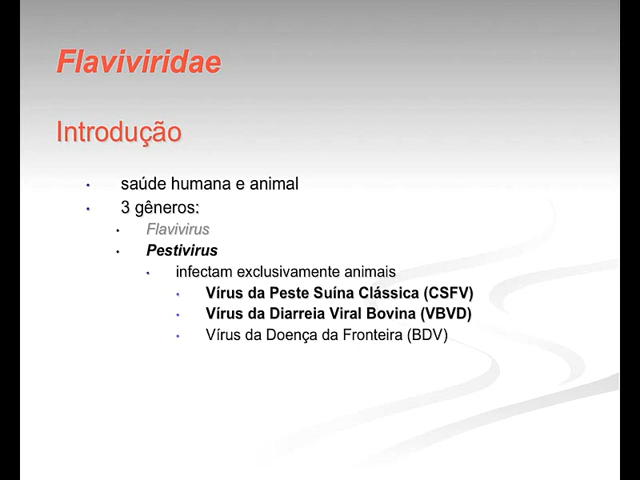 Flaviviridae
Introdução
• saúde humana e animal
• 3 gêneros:
• Flavivirus
• Pestivirus
• infectam exclusivamente animais
• Vírus da Peste Suína Clássica (CSFV)
• Vírus da Diarreia Viral Bovina (VBVD)
• Vírus da Doença da Fronteira (BDV)